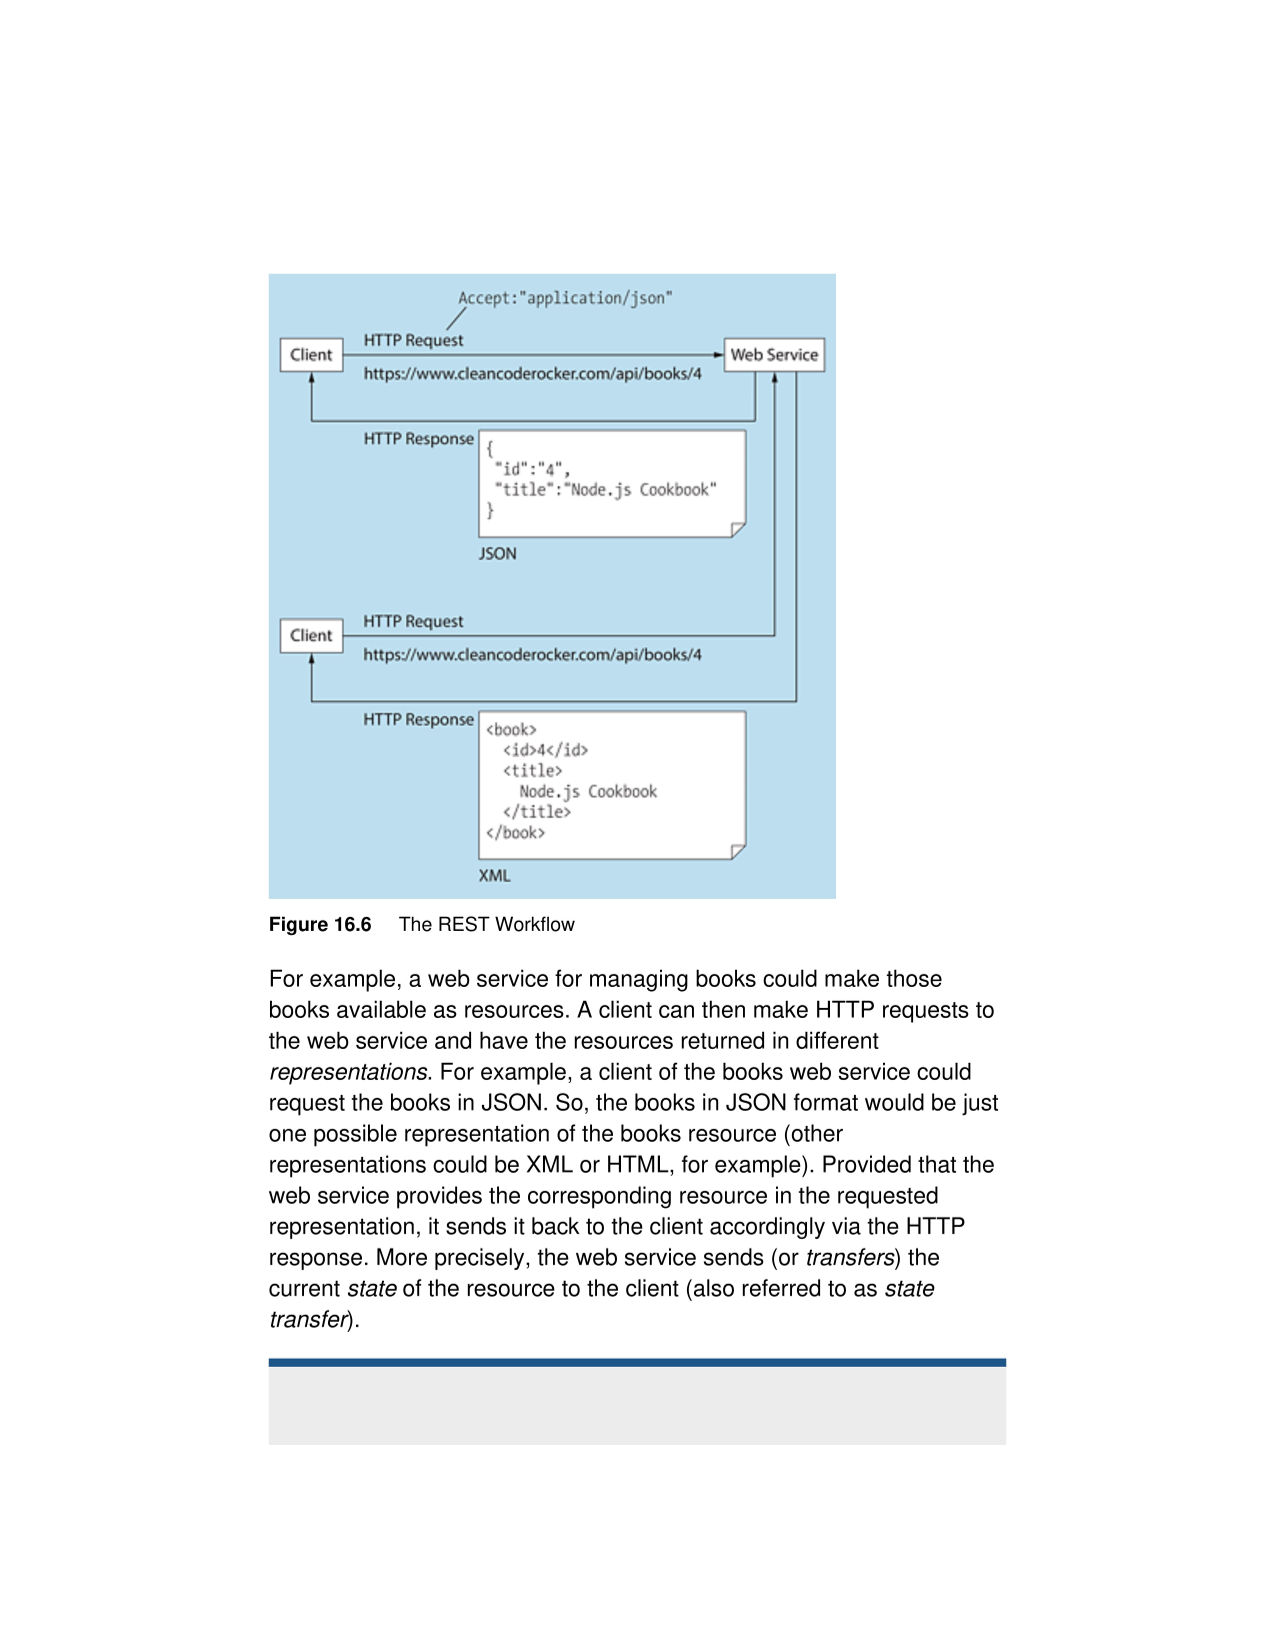 Accept:"application/json"
HTTP Request
Client
Web Service
https://www.cleancoderocker.com/api/books/4
HTTP Response
{
"id":"4",
"title":"Node.js Cookbook"
}
JSON
HTTP Request
Client
https://www.cleancoderocker.com/api/books/4
HTTP Response
<book>
<id>4</id>
<title>
Node.js Cookbook
</title>
</book>
XML
Figure 16.6 The REST Workflow
For example, a web service for managing books could make those
books available as resources. A client can then make HTTP requests to
the web service and have the resources returned in different
representations. For example, a client of the books web service could
request the books in JSON. So, the books in JSON format would be just
one possible representation of the books resource (other
representations could be XML or HTML, for example). Provided that the
web service provides the corresponding resource in the requested
representation, it sends it back to the client accordingly via the HTTP
response. More precisely, the web service sends (or transfers) the
current state of the resource to the client (also referred to as state
transfer).